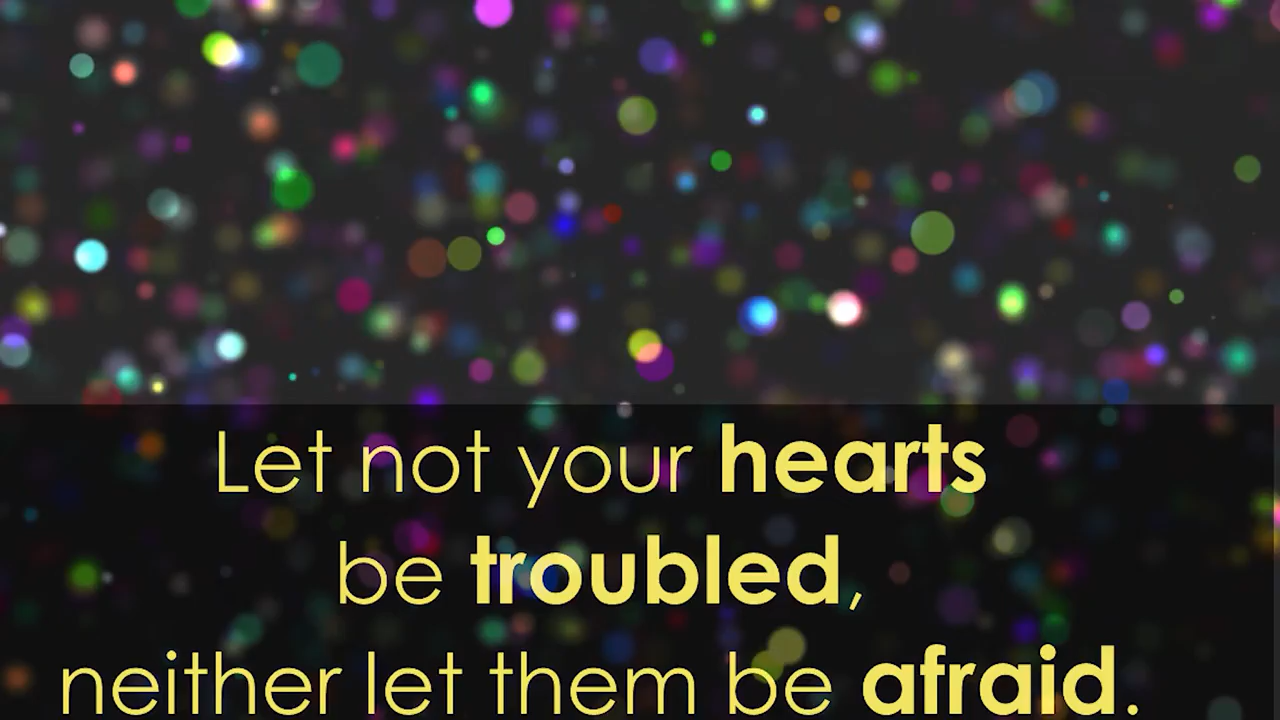 Let not your hearts
be troubled,
neither let them be afraid.